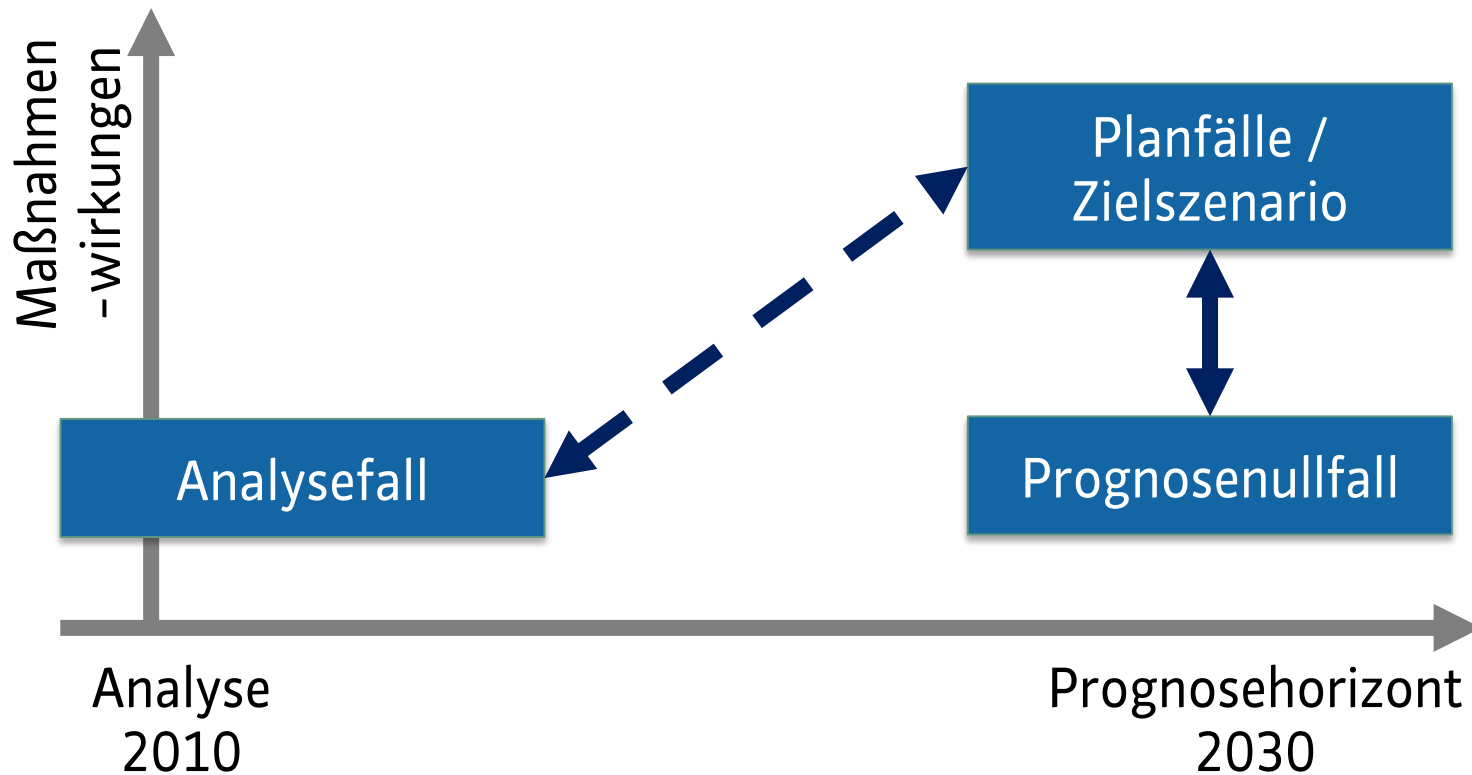 Maßnahmen
-wirkungen
Planfälle /
Zielszenario
Analysefall
Prognosenullfall
Analyse
2010
Prognosehorizont
2030